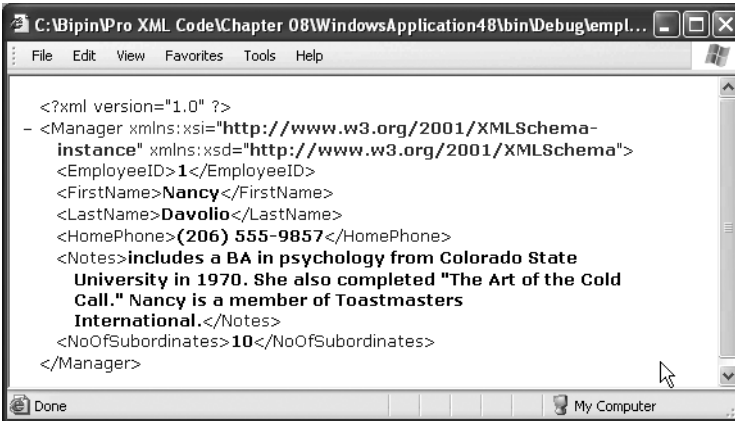 C:\Bipin\Pro XML Code\Chapter 08\WindowsApplication48\bin\Debug\empl...
File Edit View Favorites Tools Help
<?xml version="1.0" ?>
- <Manager xmlns:xsi="http://www.w3.org/2001/XMLSchema-
instance" xmlns:xsd="http://www.w3.org/2001/XMLSchema">
<EmployeeID>1</EmployeeID>
<FirstName>Nancy</FirstName>
<LastName>Davolio</LastName>
<HomePhone>(206) 555-9857</HomePhone>
<Notes>includes a BA in psychology from Colorado State
University in 1970. She also completed "The Art of the Cold
Call." Nancy is a member of Toastmasters
International.</Notes>
<NoOfSubordinates>10</NoOfSubordinates>
</Manager>
Done My Computer